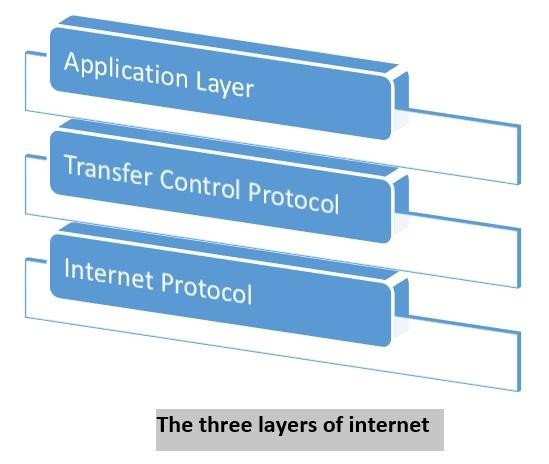 Application Layer
Transfer Control Protocol
Internet Protocol
The three layers of internet